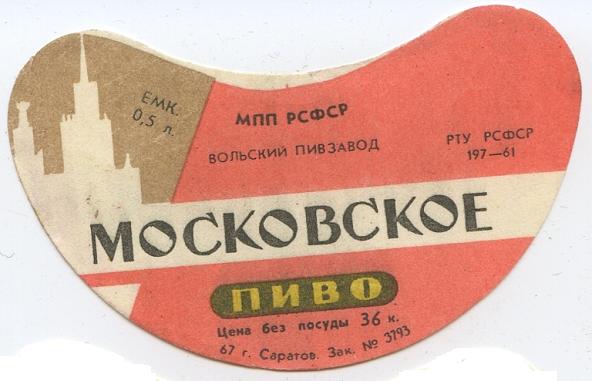 ЕМК.
0,5 л.
МПП РСФСР
ВОЛЬСКИЙ ПИВЗАВОД
РТУ РСФСР
197—61
МОСКОВСКОЕ
ПИВО
Цена без посуды 36 к.
67 г. Саратов. Зак. № 3793